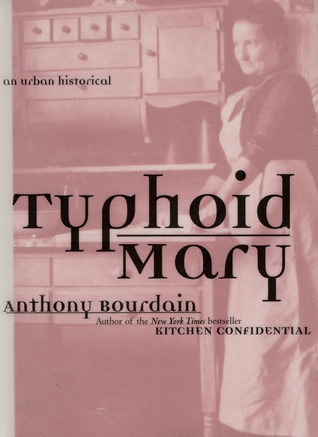 an urban historical
Typhoid
Mary
Anthony Bourdain
Author of the New York Times bestseller
KITCHEN CONFIDENTIAL